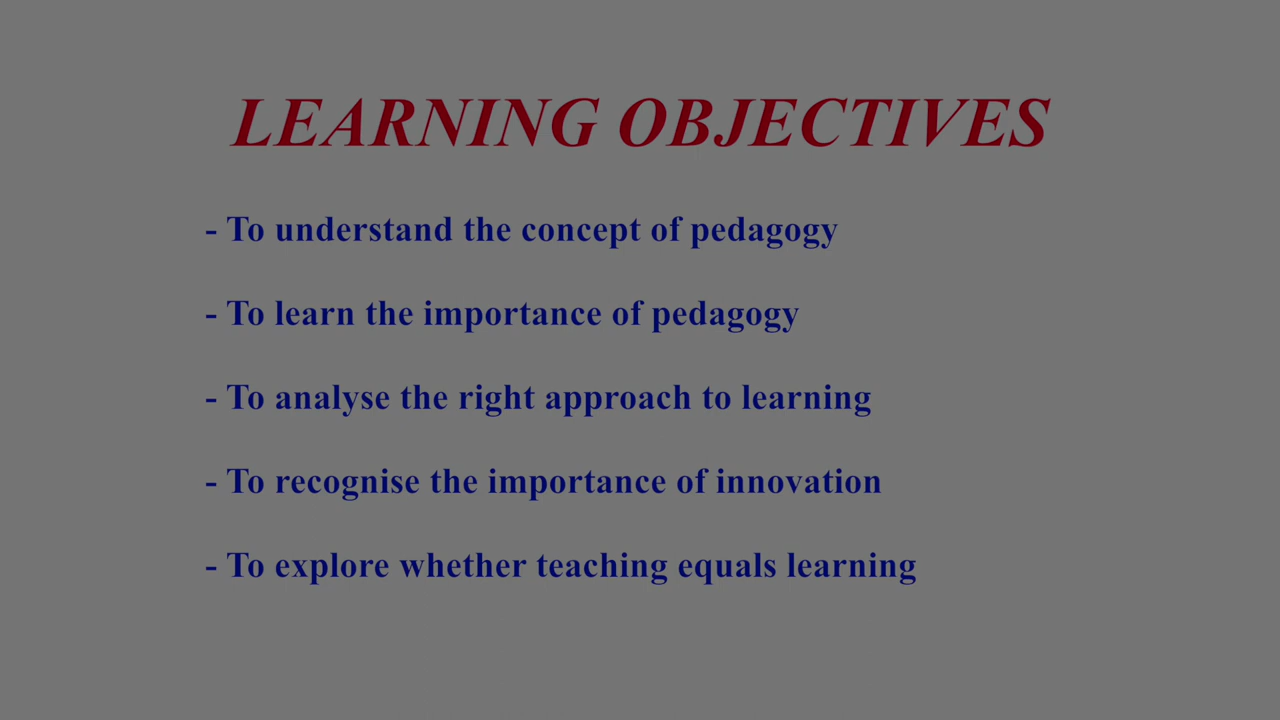 LEARNING OBJECTIVES
- To understand the concept of pedagogy
- To learn the importance of pedagogy
- To analyse the right approach to learning
- To recognise the importance of innovation
- To explore whether teaching equals learning